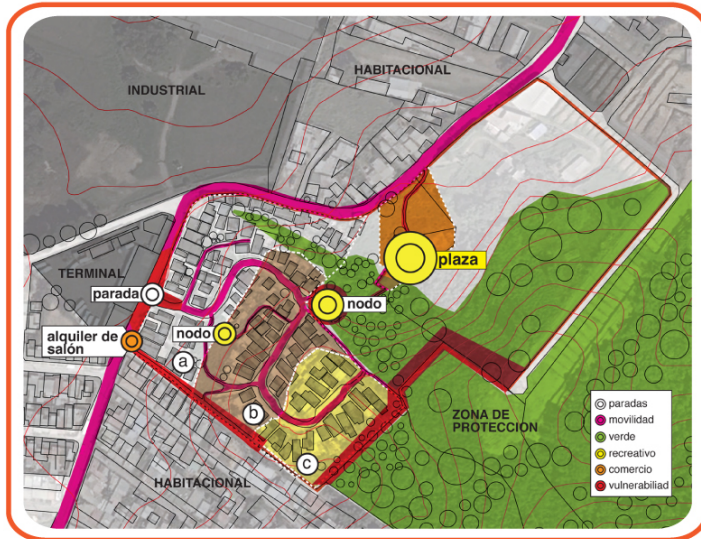 HABITACIONAL
INDUSTRIAL
plaza
TERMINAL
parada
nodo
alquiler de
salón
nodo
a
b
c
ZONA DE
PROTECCION
HABITACIONAL
paradas
movilidad
verde
recreativo
comercio
vulnerabiliad